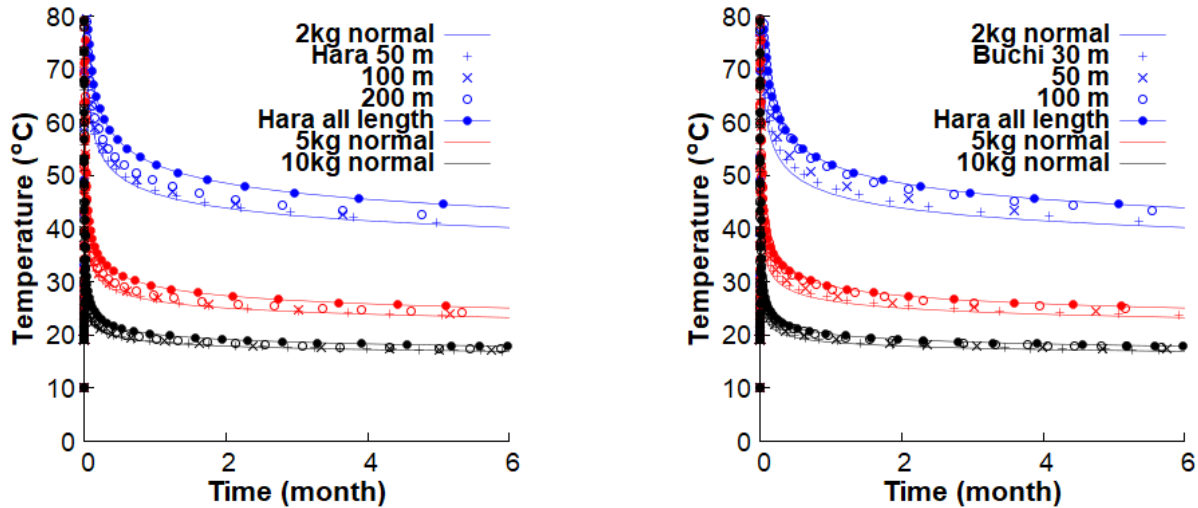 80
70
60
50
40
30
20
10
0
Temperature (°C)
2kg normal
Hara 50 m
100 m
200 m
Hara all length
5kg normal
10kg normal
0 2 4 6
Time (month)
80
70
60
50
40
30
20
10
0
Temperature (°C)
2kg normal
Buchi 30 m
50 m
100 m
Hara all length
5kg normal
10kg normal
0 2 4 6
Time (month)